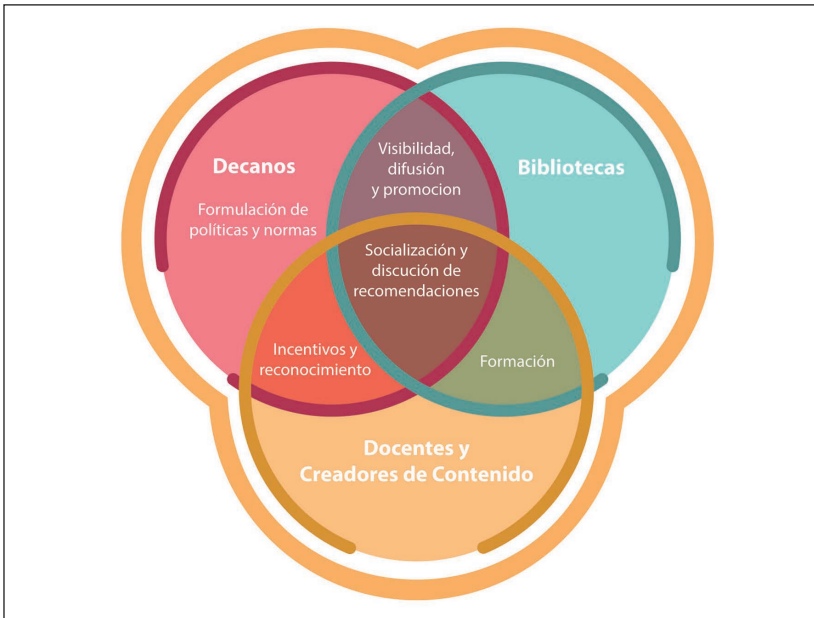 Decanos
Formulación de
políticas y normas
Visibilidad,
difusión
y promocion
Bibliotecas
Socialización y
discución de
recomendaciones
Incentivos y
reconocimiento
Formación
Docentes y
Creadores de Contenido